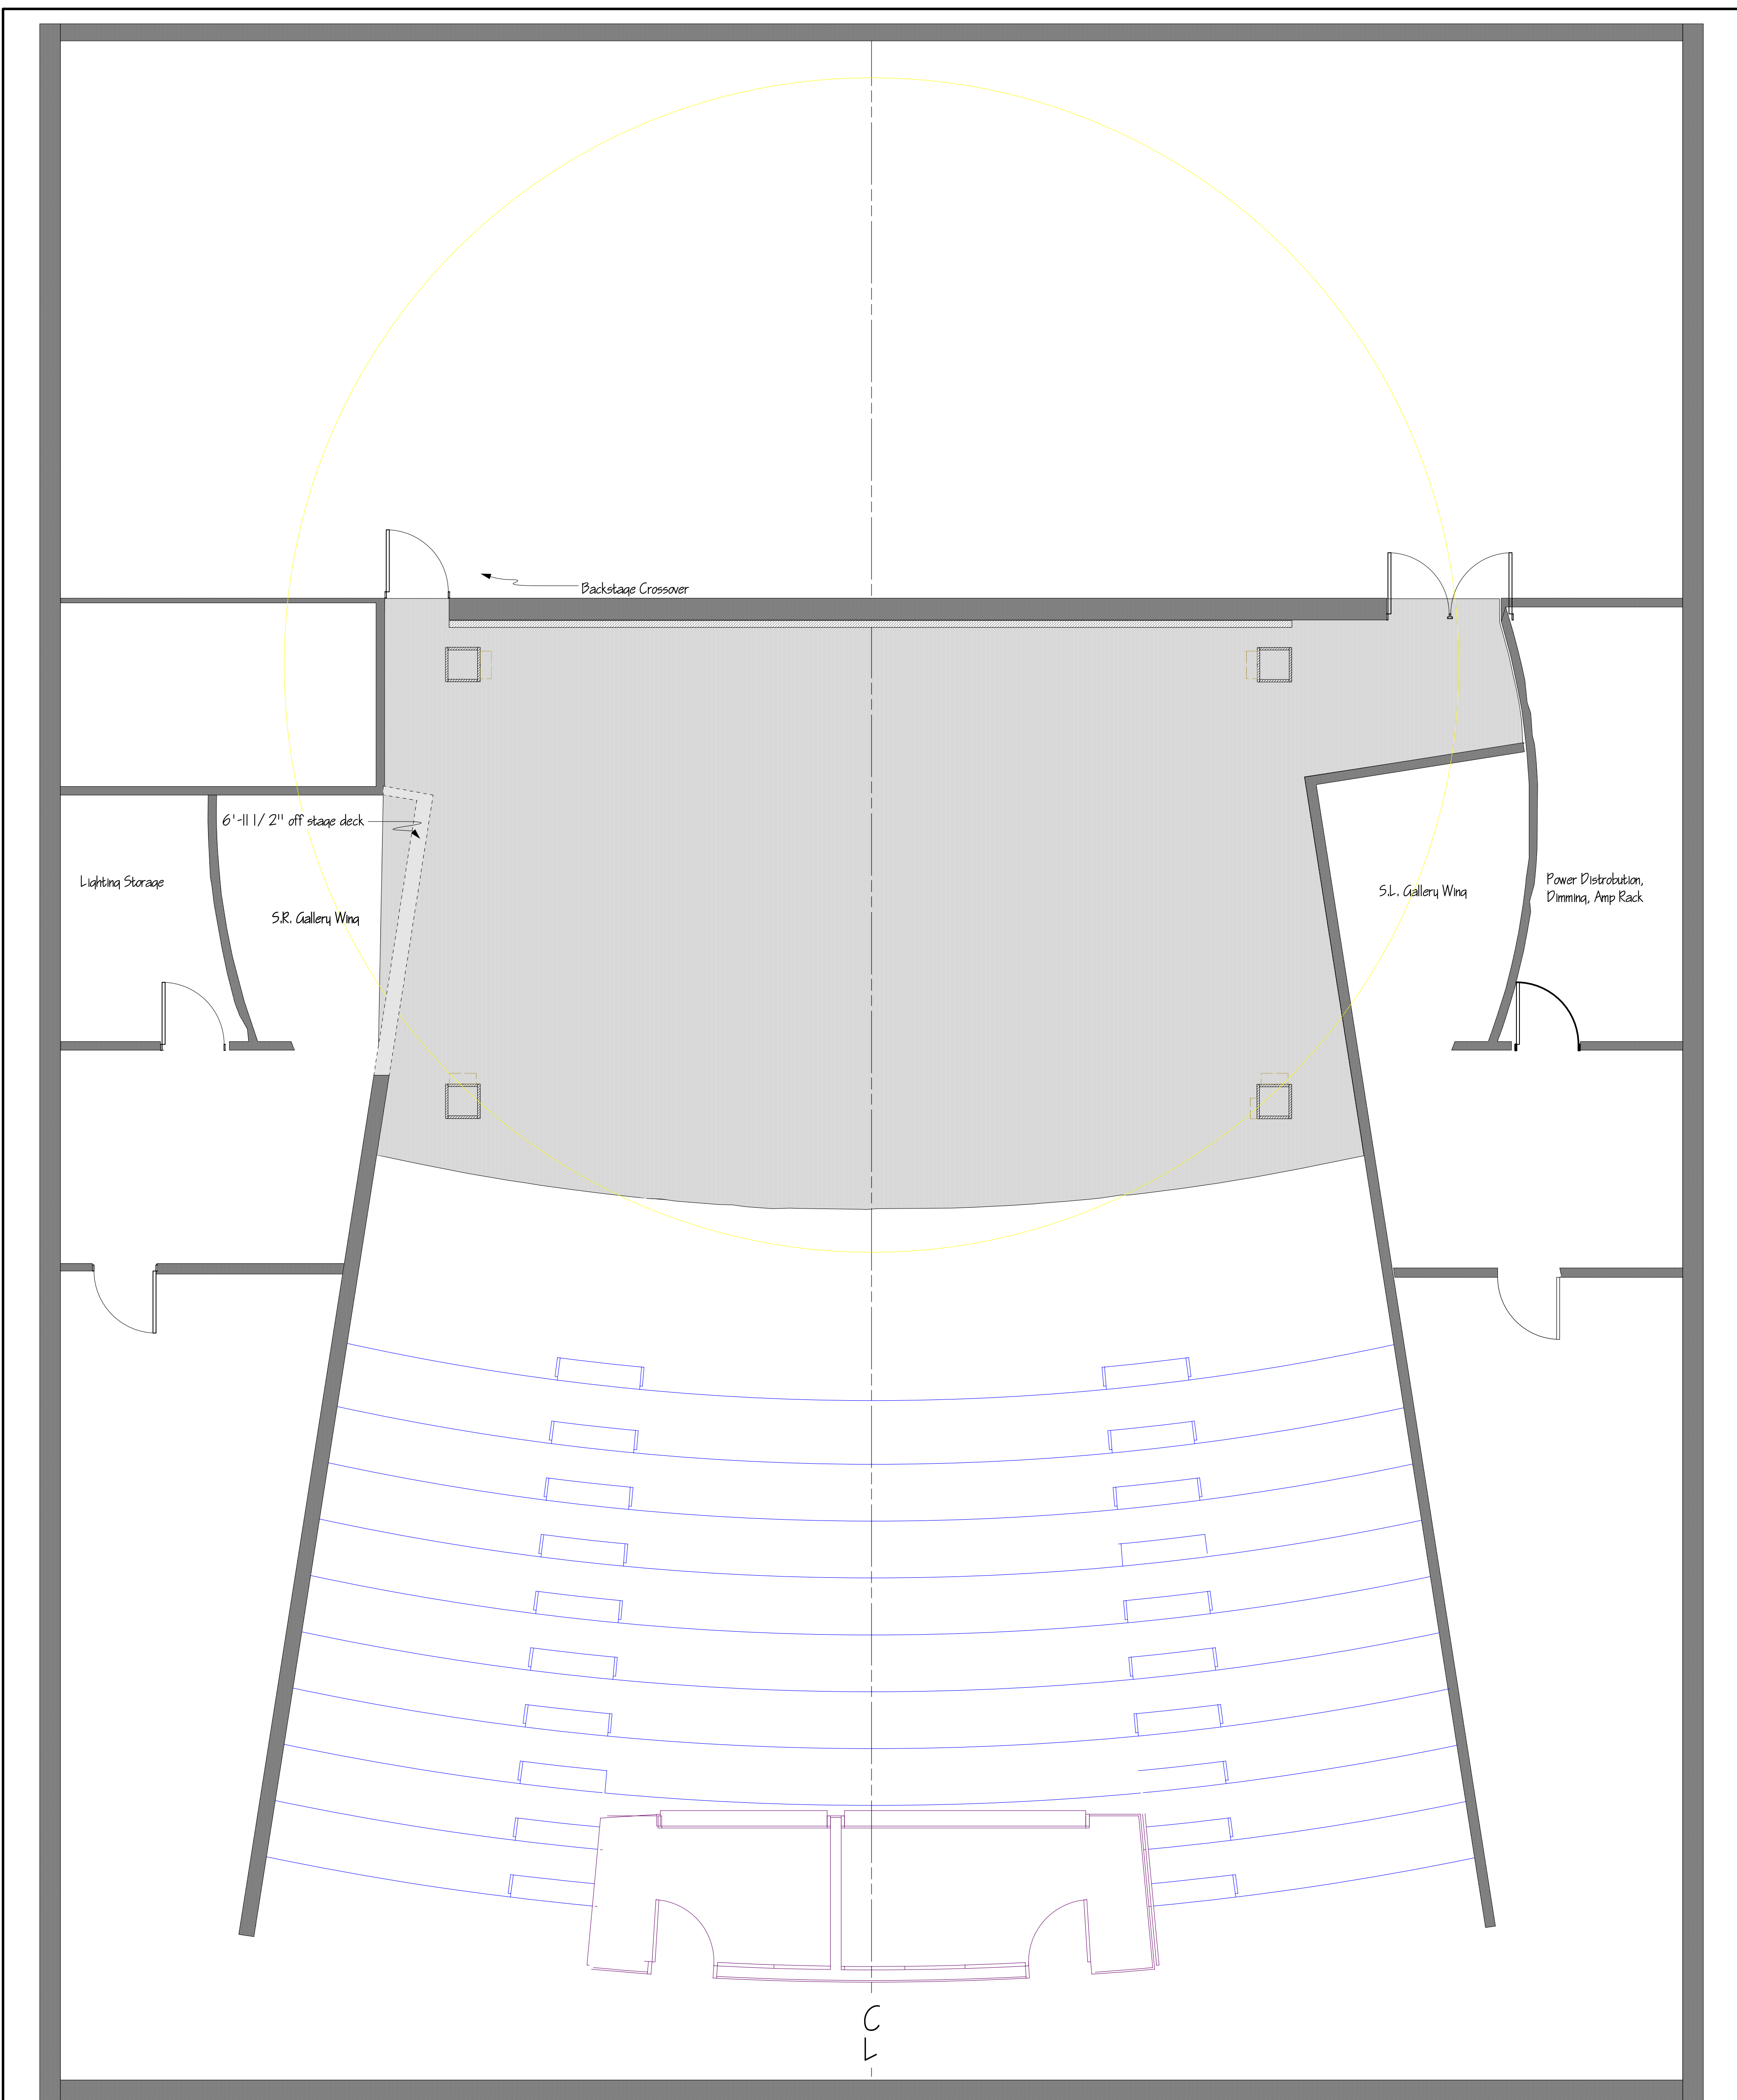 Backstage Crossover
6'-11 1/2" off stage deck
Lighting Storage
S.R. Gallery Wing
S.L. Gallery Wing
Power Distrobution,
Dimming, Amp Rack
C
L